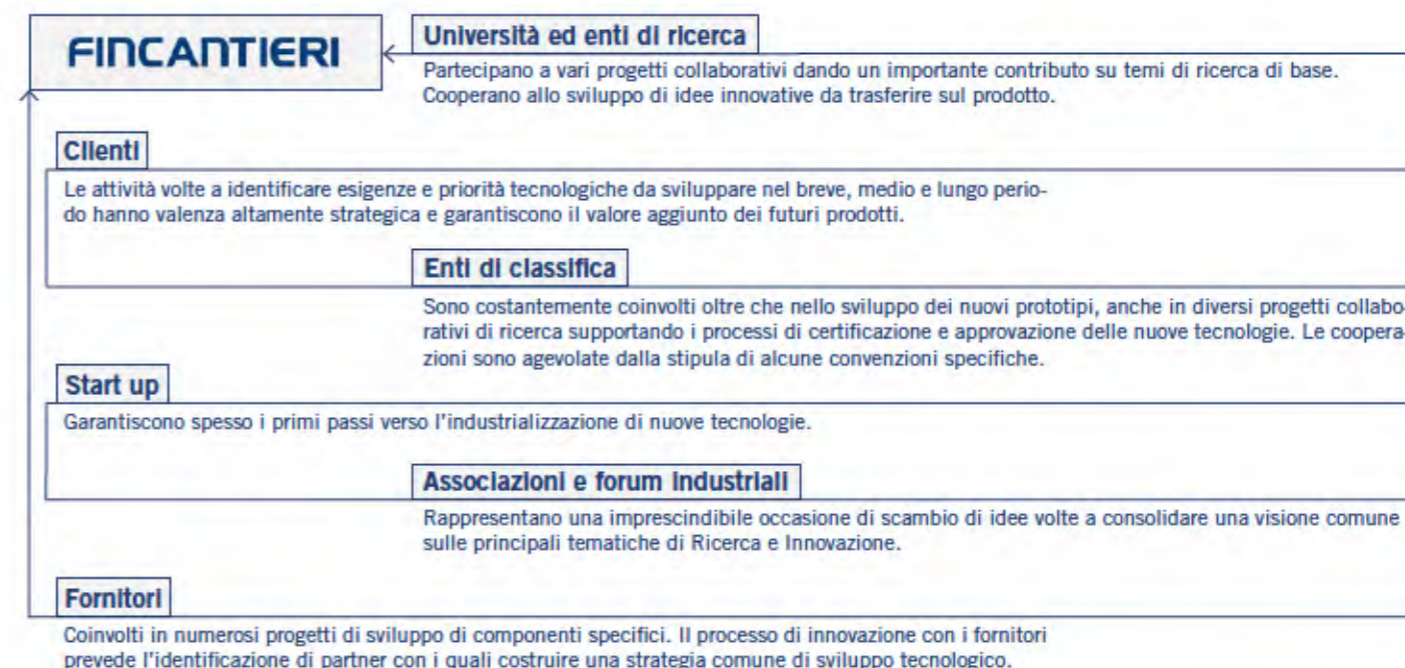 FINCANTIERI
Università ed enti di ricerca
Partecipano a vari progetti collaborativi dando un importante contributo su temi di ricerca di base.
Cooperano allo sviluppo di idee innovative da trasferire sul prodotto.
Clienti
Le attività volte a identificare esigenze e priorità tecnologiche da sviluppare nel breve, medio e lungo perio-
do hanno valenza altamente strategica e garantiscono il valore aggiunto dei futuri prodotti.
Enti di classifica
Sono costantemente coinvolti oltre che nello sviluppo dei nuovi prototipi, anche in diversi progetti collabo-
rativi di ricerca supportando i processi di certificazione e approvazione delle nuove tecnologie. Le coopera-
zioni sono agevolate dalla stipula di alcune convenzioni specifiche.
Start up
Garantiscono spesso i primi passi verso l'industrializzazione di nuove tecnologie.
Associazioni e forum industriali
Rappresentano una imprescindibile occasione di scambio di idee volte a consolidare una visione comune
sulle principali tematiche di Ricerca e Innovazione.
Fornitori
Coinvolti in numerosi progetti di sviluppo di componenti specifici. Il processo di innovazione con i fornitori
prevede l'identificazione di partner con i quali costruire una strategia comune di sviluppo tecnologico.